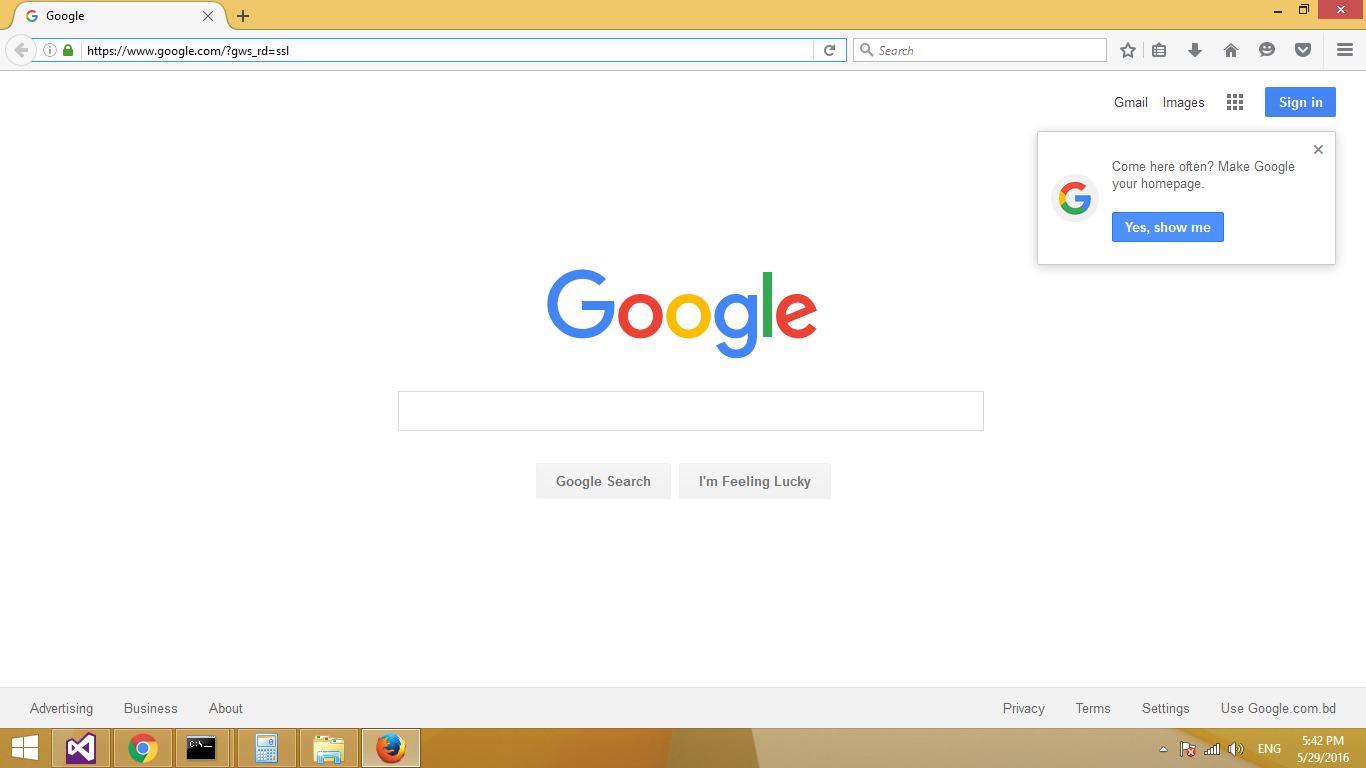 Google
https://www.google.com/?gws_rd=ssl
Search
Gmail Images Sign in
Come here often? Make Google
your homepage.
Yes, show me
Google
Google Search I'm Feeling Lucky
Advertising Business About Privacy Terms Settings Use Google.com.bd
C:\_
ENG
5:42 PM
5/29/2016